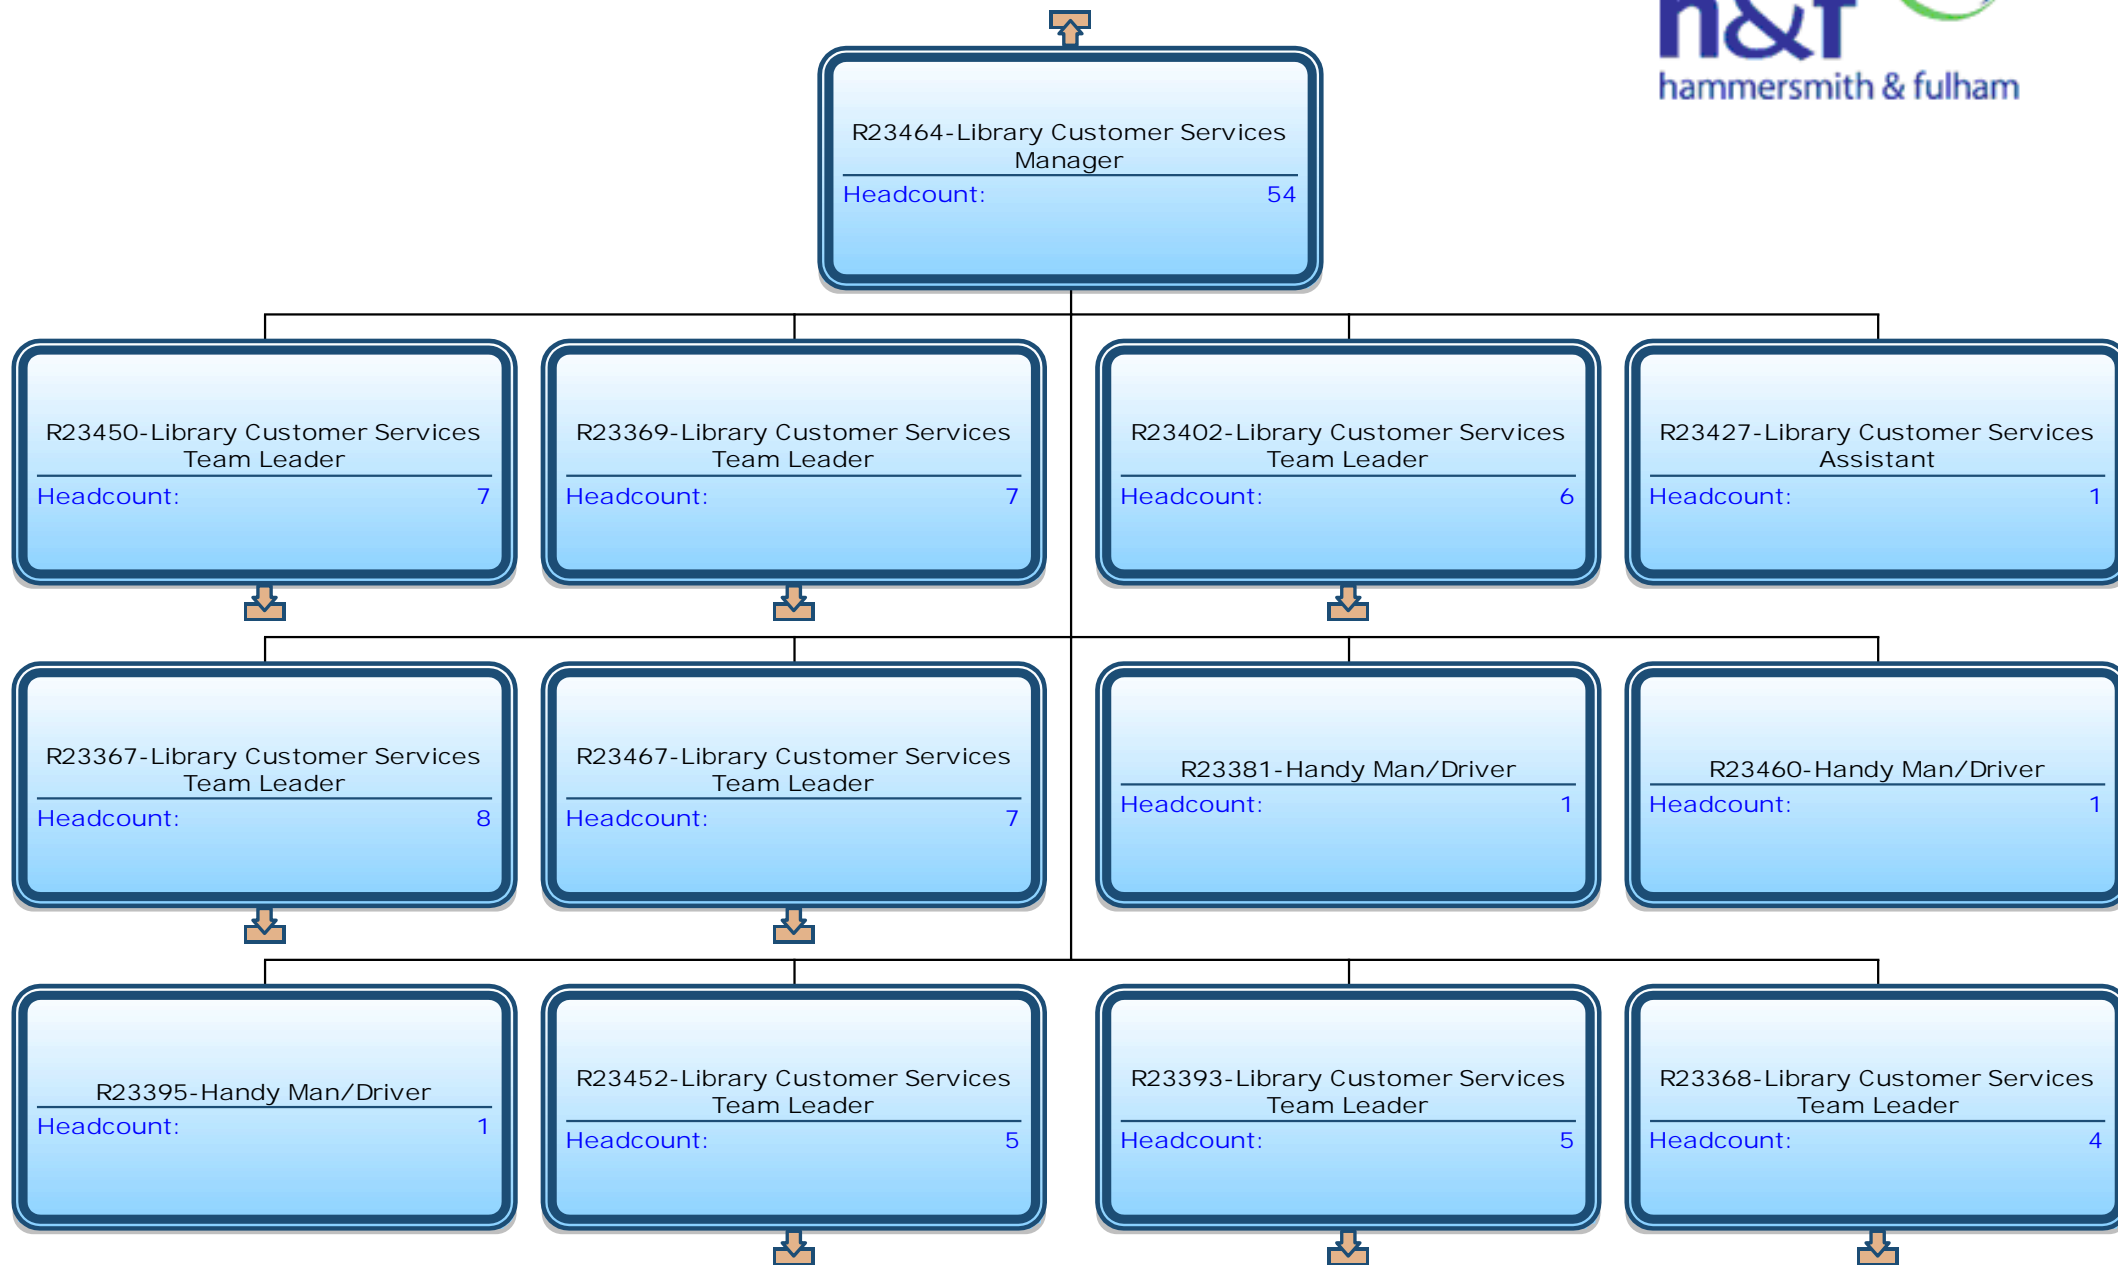 h&f
hammersmith & fulham
R23464-Library Customer Services
Manager
Headcount: 54
R23450-Library Customer Services
Team Leader
Headcount: 7
R23369-Library Customer Services
Team Leader
Headcount: 7
R23402-Library Customer Services
Team Leader
Headcount: 6
R23427-Library Customer Services
Assistant
Headcount: 1
R23367-Library Customer Services
Team Leader
Headcount: 8
R23467-Library Customer Services
Team Leader
Headcount: 7
R23381-Handy Man/Driver
Headcount: 1
R23460-Handy Man/Driver
Headcount: 1
R23395-Handy Man/Driver
Headcount: 1
R23452-Library Customer Services
Team Leader
Headcount: 5
R23393-Library Customer Services
Team Leader
Headcount: 5
R23368-Library Customer Services
Team Leader
Headcount: 4